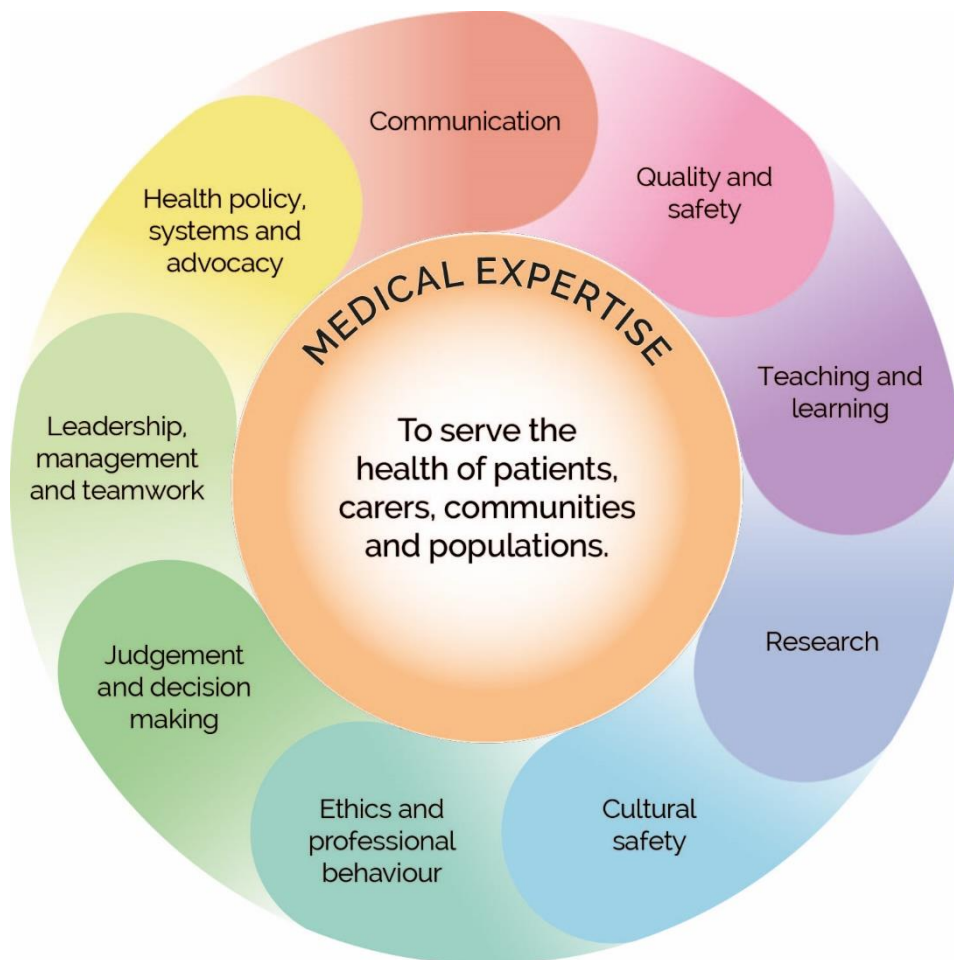 Communication
Quality and
safety
Teaching and
learning
Research
Cultural
safety
Ethics and
professional
behaviour
Judgement
and decision
making
Leadership,
management
and teamwork
Health policy,
systems and
advocacy
MEDICAL EXPERTISE
To serve the
health of patients,
carers, communities
and populations.